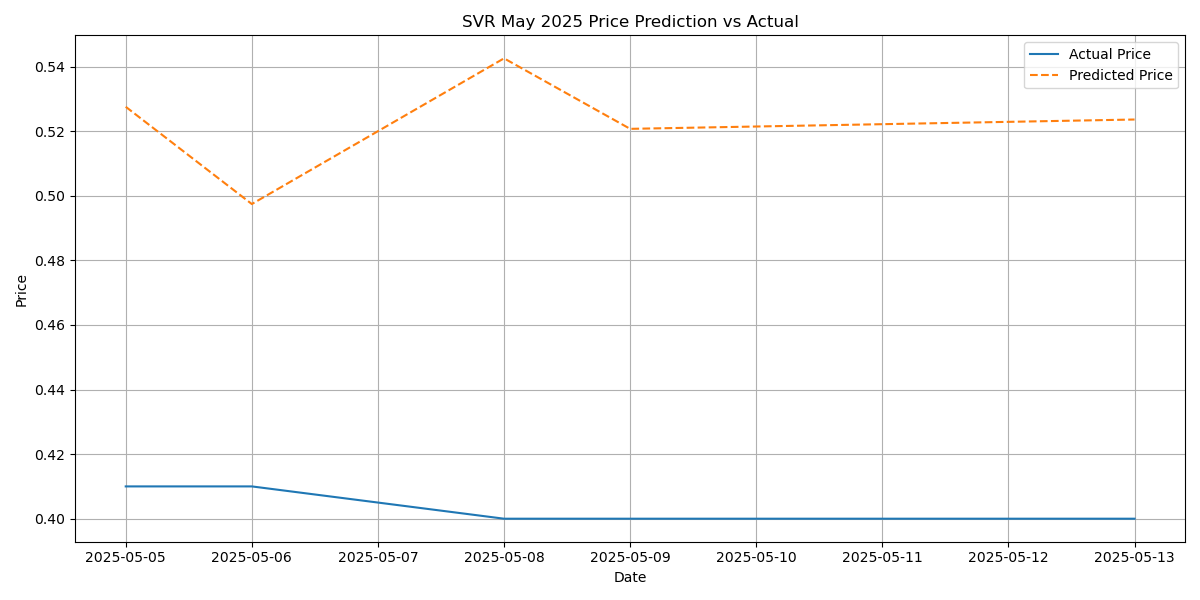 SVR May 2025 Price Prediction vs Actual
Actual Price
Predicted Price
Price
0.54
0.52
0.50
0.48
0.46
0.44
0.42
0.40
2025-05-05 2025-05-06 2025-05-07 2025-05-08 2025-05-09 2025-05-10 2025-05-11 2025-05-12 2025-05-13
Date